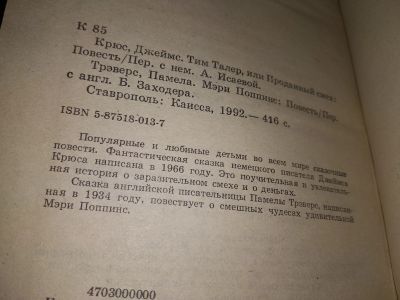 К 85
Крюс, Джеймс. Тим Талер, или Проданный смех:
Повесть/Пер. с нем. А. Исаевой.
Трэверс, Памела. Мэри Поппинс: Повесть/Пер.
с англ. Б. Заходера.
Ставрополь: Каисса, 1992.— 416 с.
ISBN 5-87518-013-7
Популярные и любимые детьми во всем мире сказочные
повести. Фантастическая сказка немецкого писателя Джеймса
Крюса написана в 1966 году. Это поучительная и увлекатель-
ная история о заразительном смехе и о деньгах.
Сказка английской писательницы Памелы Трэверс, написан-
ная в 1934 году, повествует о смешных чудесах удивительной
Мэри Поппинс.
4703000000